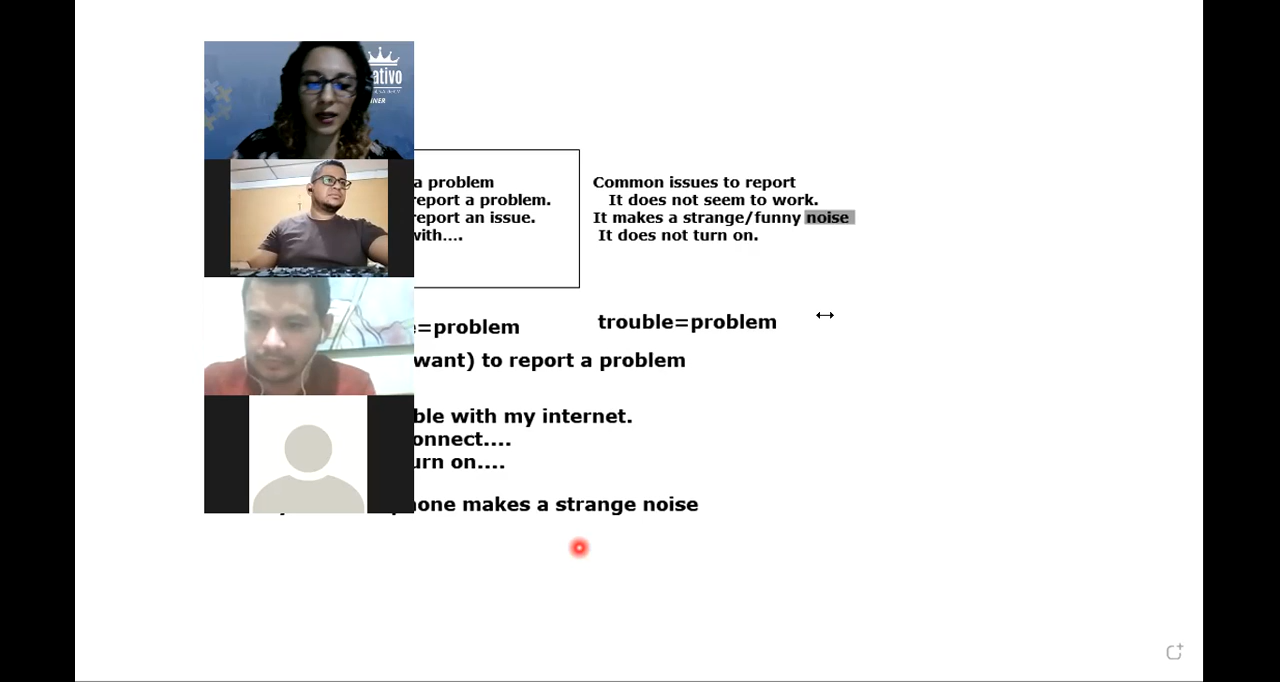 ativo
a problem
report a problem.
report an issue.
with....
Common issues to report
It does not seem to work.
It makes a strange/funny noise
It does not turn on.
=problem
trouble=problem
want) to report a problem
ble with my internet.
onnect....
urn on....
hone makes a strange noise